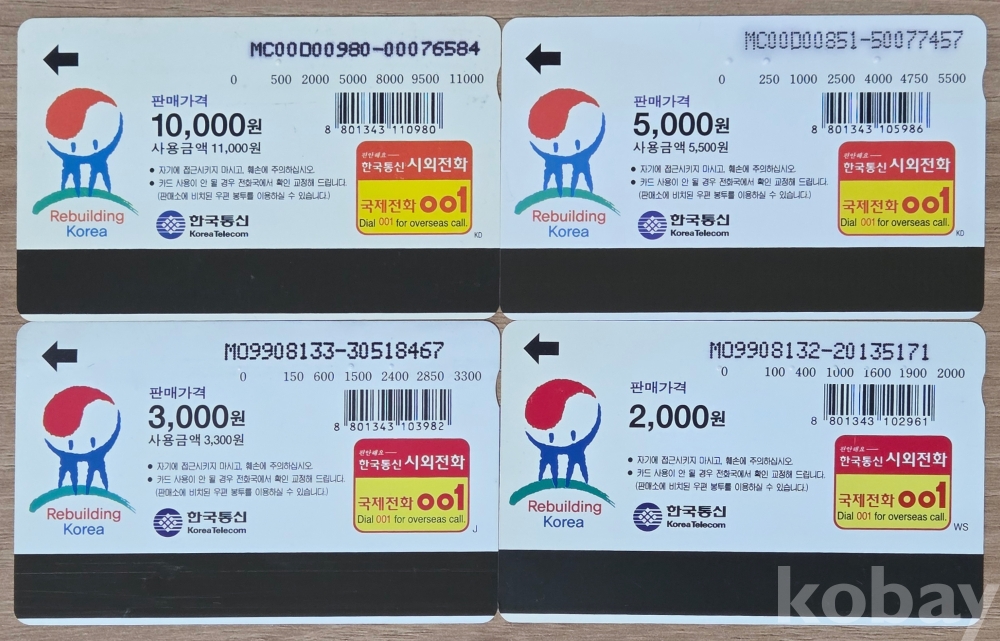 MC00D00980-00076584
0 500 2000 5000 8000 9500 11000
판매가격
10,000원
사용금액 11,000원
8 801343 110980
● 자기에 접근시키지 마시고, 훼손에 주의하십시오.
● 카드 사용이 안 될 경우 전화국에서 확인 교정해 드립니다.
(판매소에 비치된 우편 봉투를 이용하실 수 있습니다.)
편안해요
한국통신 시외전화
국제전화 001
Dial 001 for overseas call.
Rebuilding
Korea
한국통신
Korea Telecom
KD
MC00D00851-50077457
0 250 1000 2500 4000 4750 5500
판매가격
5,000원
사용금액 5,500원
8 801343 105986
● 자기에 접근시키지 마시고, 훼손에 주의하십시오.
● 카드 사용이 안 될 경우 전화국에서 확인 교정해 드립니다.
(판매소에 비치된 우편 봉투를 이용하실 수 있습니다.)
편안해요
한국통신 시외전화
국제전화 001
Dial 001 for overseas call.
Rebuilding
Korea
한국통신
Korea Telecom
KD
MO9908133-30518467
0 150 600 1500 2400 2850 3300
판매가격
3,000원
사용금액 3,300원
8 801343 103982
● 자기에 접근시키지 마시고, 훼손에 주의하십시오.
● 카드 사용이 안 될 경우 전화국에서 확인 교정해 드립니다.
(판매소에 비치된 우편 봉투를 이용하실 수 있습니다.)
편안해요
한국통신 시외전화
국제전화 001
Dial 001 for overseas call.
Rebuilding
Korea
한국통신
Korea Telecom
J
MO9908132-20135171
0 100 400 1000 1600 1900 2000
판매가격
2,000원
8 801343 102961
● 자기에 접근시키지 마시고, 훼손에 주의하십시오.
● 카드 사용이 안 될 경우 전화국에서 확인 교정해 드립니다.
(판매소에 비치된 우편 봉투를 이용하실 수 있습니다.)
편안해요
한국통신 시외전화
국제전화 001
Dial 001 for overseas call.
Rebuilding
Korea
한국통신
Korea Telecom
WS
kobay